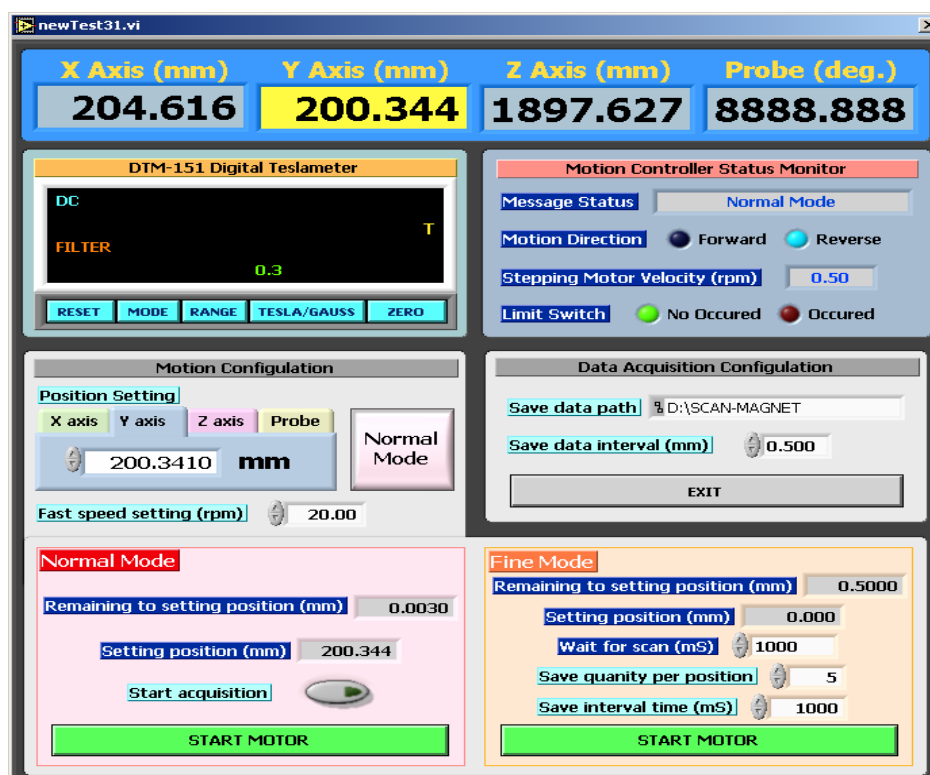 newTest31.vi
X Axis (mm) Y Axis (mm) Z Axis (mm) Probe (deg.)
204.616 200.344 1897.627 8888.888
DTM-151 Digital Teslameter
DC
T
FILTER
0.3
RESET MODE RANGE TESLA/GAUSS ZERO
Motion Controller Status Monitor
Message Status Normal Mode
Motion Direction Forward Reverse
Stepping Motor Velocity (rpm) 0.50
Limit Switch No Occured Occured
Motion Configulation
Position Setting
X axis Y axis Z axis Probe
200.3410 mm
Normal
Mode
Fast speed setting (rpm) 20.00
Data Acquisition Configulation
Save data path D:\SCAN-MAGNET
Save data interval (mm) 0.500
EXIT
Normal Mode
Remaining to setting position (mm) 0.0030
Setting position (mm) 200.344
Start acquisition
START MOTOR
Fine Mode
Remaining to setting position (mm) 0.5000
Setting position (mm) 0.000
Wait for scan (mS) 1000
Save quanity per position 5
Save interval time (mS) 1000
START MOTOR